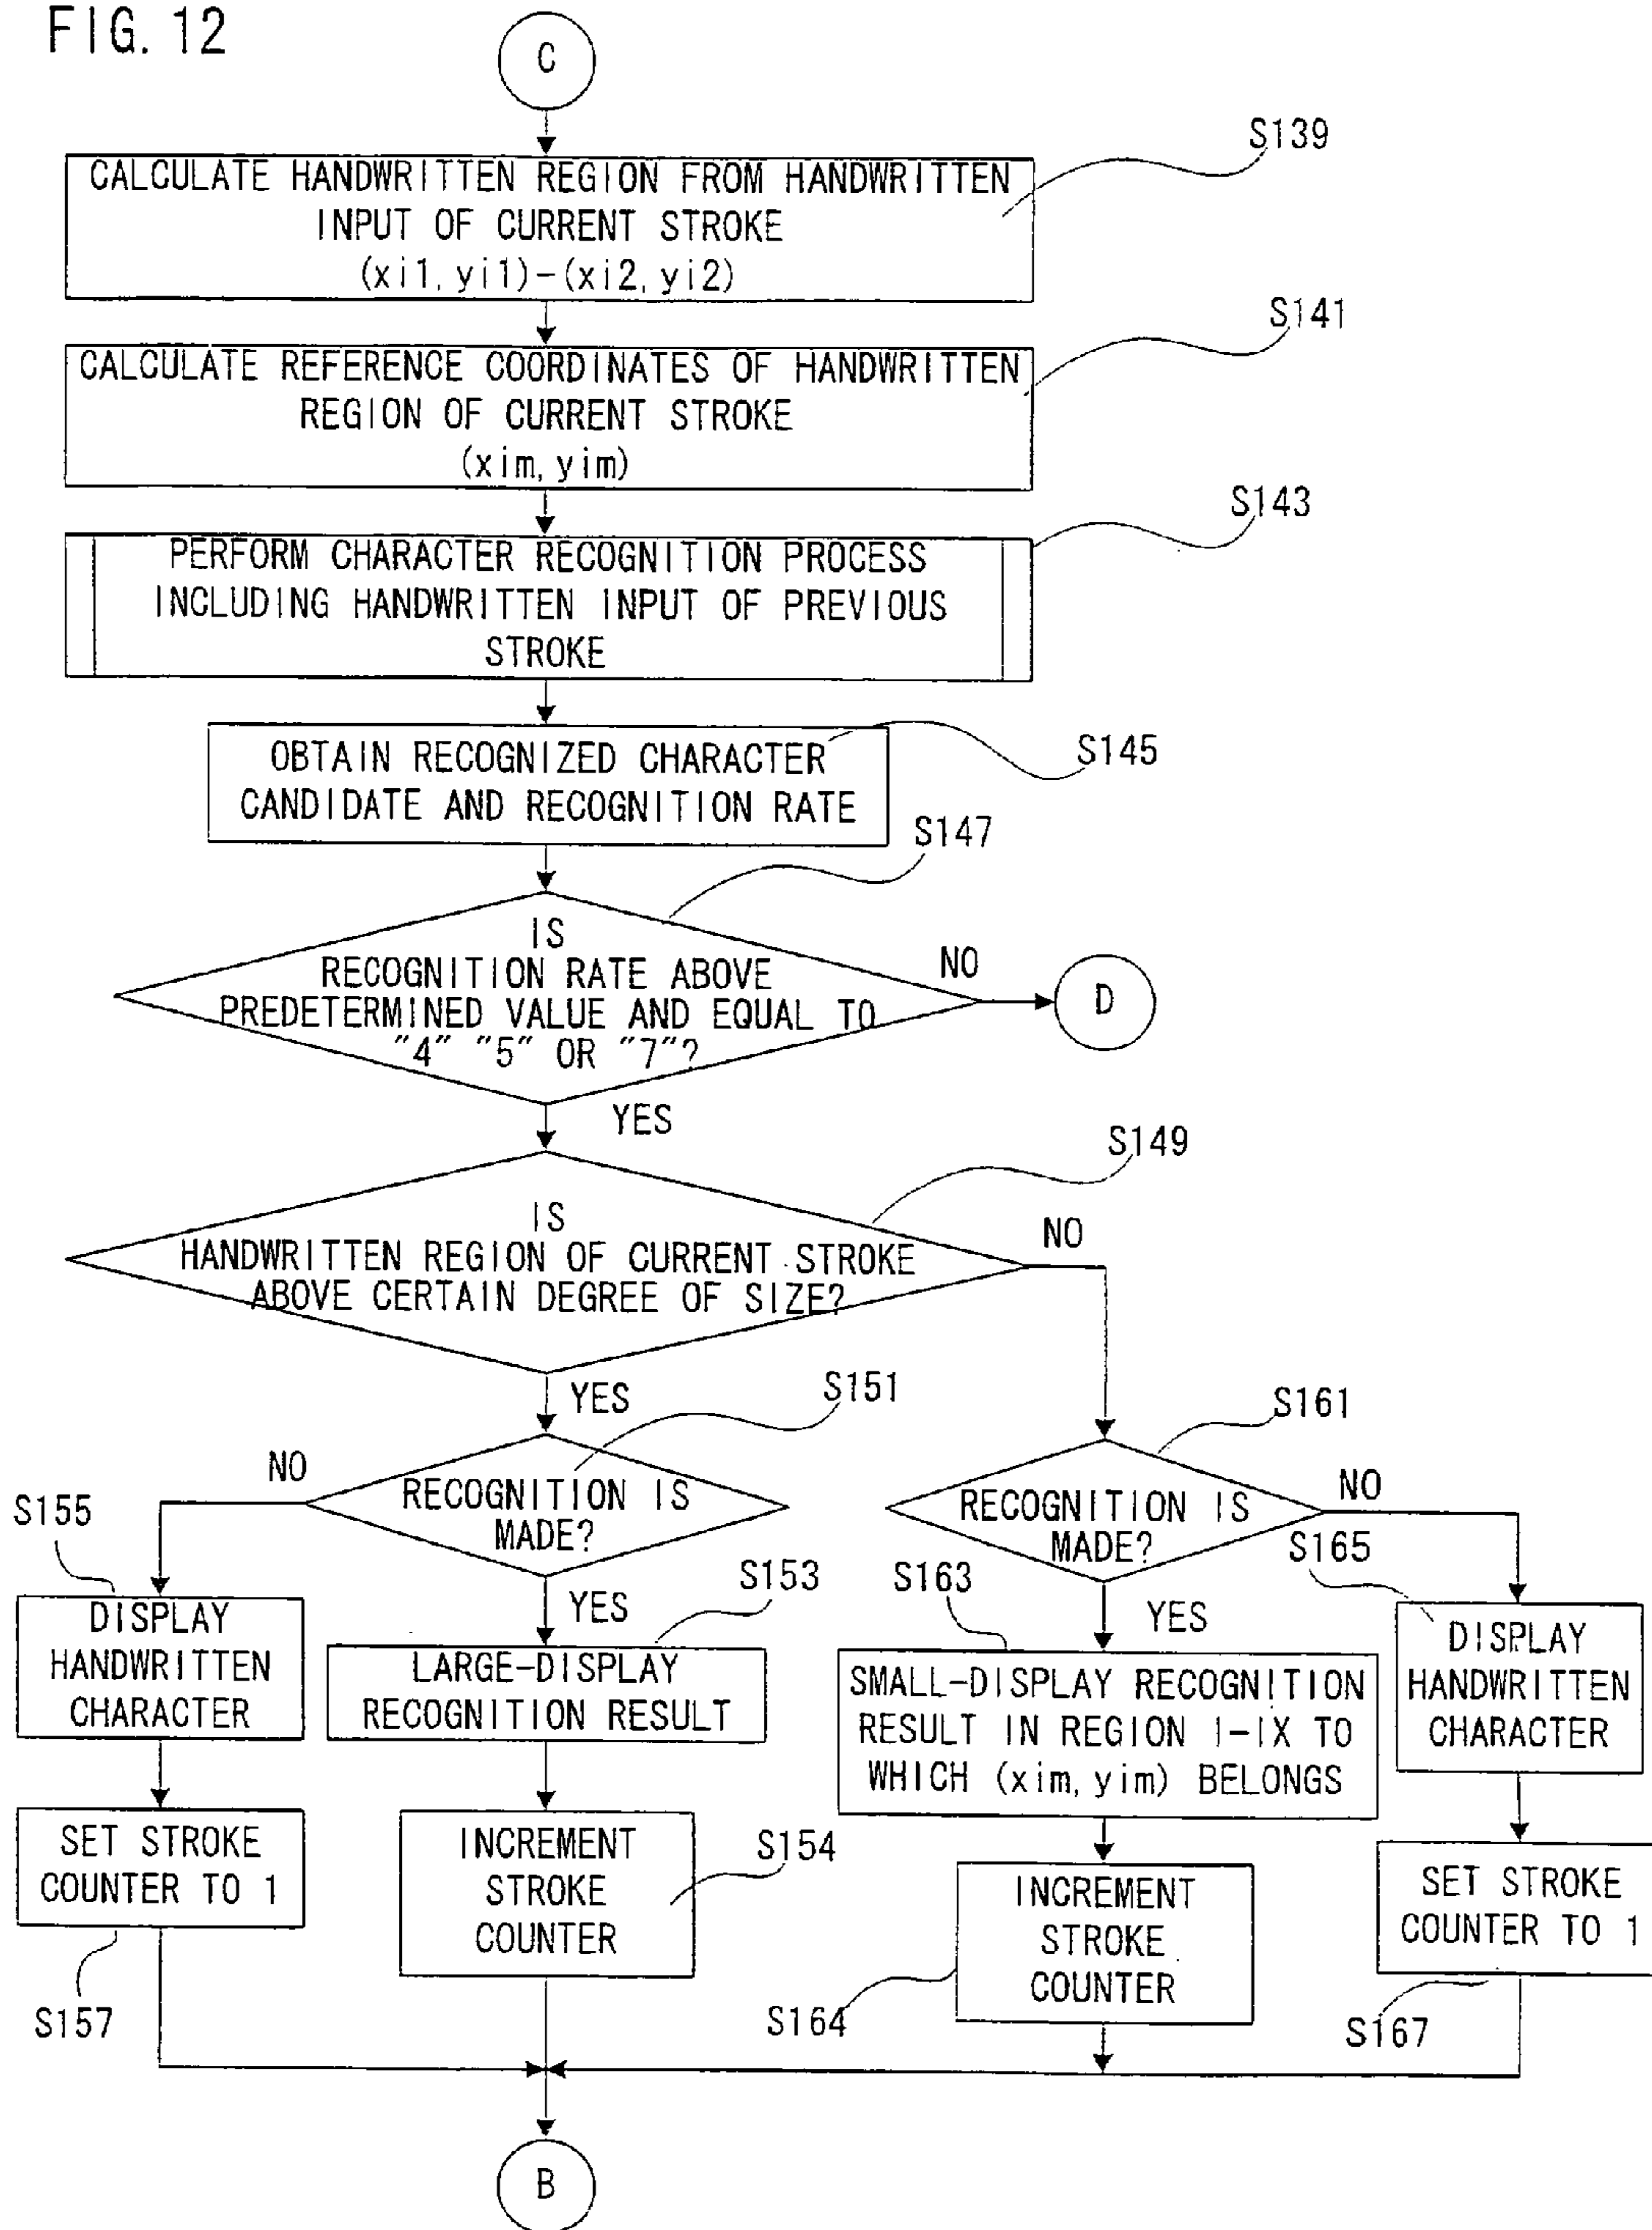 FIG. 12
C
S139
CALCULATE HANDWRITTEN REGION FROM HANDWRITTEN
INPUT OF CURRENT STROKE
(xi1, yi1)-(xi2, yi2)
S141
CALCULATE REFERENCE COORDINATES OF HANDWRITTEN
REGION OF CURRENT STROKE
(xim, yim)
S143
PERFORM CHARACTER RECOGNITION PROCESS
INCLUDING HANDWRITTEN INPUT OF PREVIOUS
STROKE
S145
OBTAIN RECOGNIZED CHARACTER
CANDIDATE AND RECOGNITION RATE
S147
IS
RECOGNITION RATE ABOVE
PREDETERMINED VALUE AND EQUAL TO
"4" "5" OR "7"?
NO
D
YES
S149
IS
HANDWRITTEN REGION OF CURRENT STROKE
ABOVE CERTAIN DEGREE OF SIZE?
NO
YES
S151
RECOGNITION IS
MADE?
NO
YES
S161
RECOGNITION IS
MADE?
NO
YES
S155
DISPLAY
HANDWRITTEN
CHARACTER
S153
LARGE-DISPLAY
RECOGNITION RESULT
S163
SMALL-DISPLAY RECOGNITION
RESULT IN REGION I-IX TO
WHICH (xim, yim) BELONGS
S165
DISPLAY
HANDWRITTEN
CHARACTER
SET STROKE
COUNTER TO 1
S157
INCREMENT
STROKE
COUNTER
S154
INCREMENT
STROKE
COUNTER
S164
SET STROKE
COUNTER TO 1
S167
B